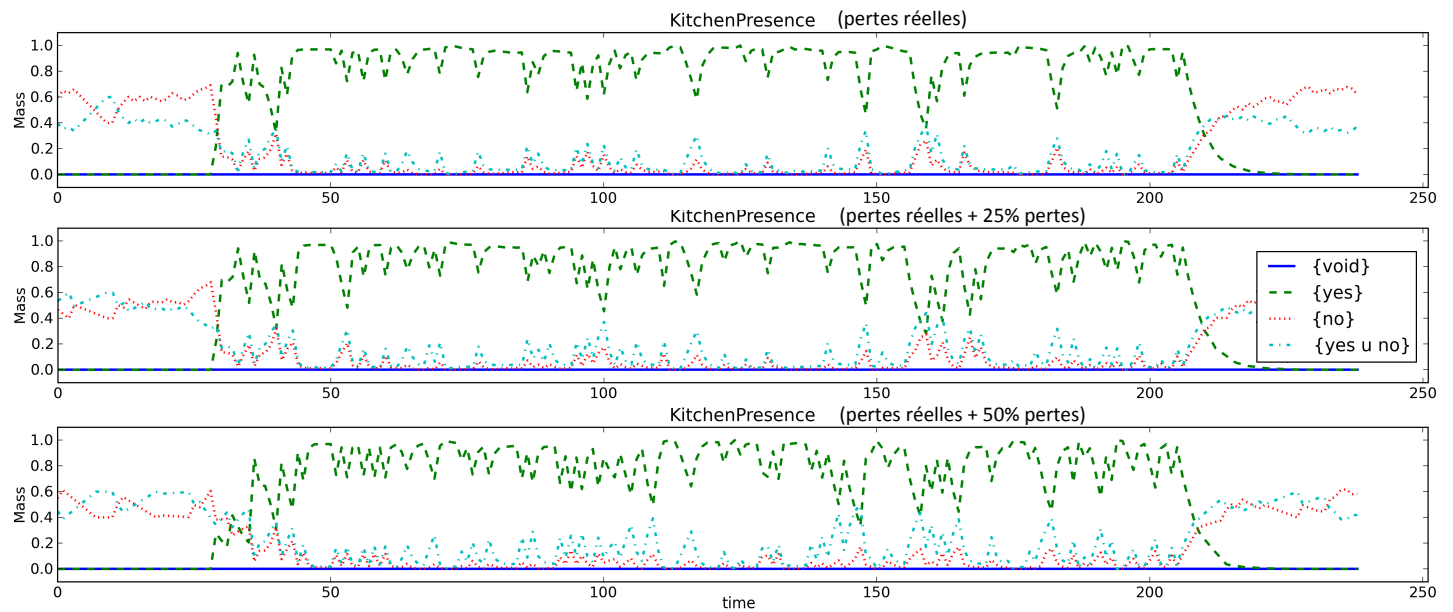 KitchenPresence (pertes réelles)
Mass
1.0
0.8
0.6
0.4
0.2
0.0
0 50 100 150 200 250
KitchenPresence (pertes réelles + 25% pertes)
Mass
1.0
0.8
0.6
0.4
0.2
0.0
{void}
{yes}
{no}
{yes u no}
0 50 100 150 200 250
KitchenPresence (pertes réelles + 50% pertes)
Mass
1.0
0.8
0.6
0.4
0.2
0.0
0 50 100 150 200 250
time